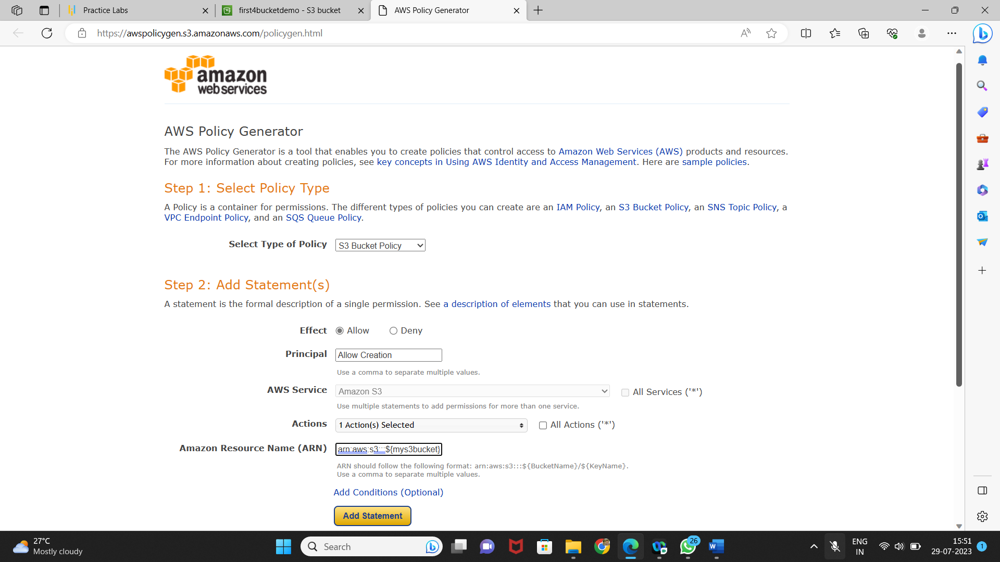 Practice Labs
first4bucketdemo - S3 bucket
AWS Policy Generator
https://awspolicygen.s3.amazonaws.com/policygen.html
amazon
web services
AWS Policy Generator
The AWS Policy Generator is a tool that enables you to create policies that control access to Amazon Web Services (AWS) products and resources.
For more information about creating policies, see key concepts in Using AWS Identity and Access Management. Here are sample policies.
Step 1: Select Policy Type
A Policy is a container for permissions. The different types of policies you can create are an IAM Policy, an S3 Bucket Policy, an SNS Topic Policy, a
VPC Endpoint Policy, and an SQS Queue Policy.
Select Type of Policy S3 Bucket Policy
Step 2: Add Statement(s)
A statement is the formal description of a single permission. See a description of elements that you can use in statements.
Effect Allow Deny
Principal Allow Creation
Use a comma to separate multiple values.
AWS Service Amazon S3 All Services ('*')
Use multiple statements to add permissions for more than one service.
Actions 1 Action(s) Selected All Actions ('*')
Amazon Resource Name (ARN) arn:aws:s3:::${mys3bucket}
ARN should follow the following format: arn:aws:s3:::${BucketName}/${KeyName}.
Use a comma to separate multiple values.
Add Conditions (Optional)
Add Statement
27°C
Mostly cloudy
Search
26
ENG
IN
15:51
29-07-2023
1